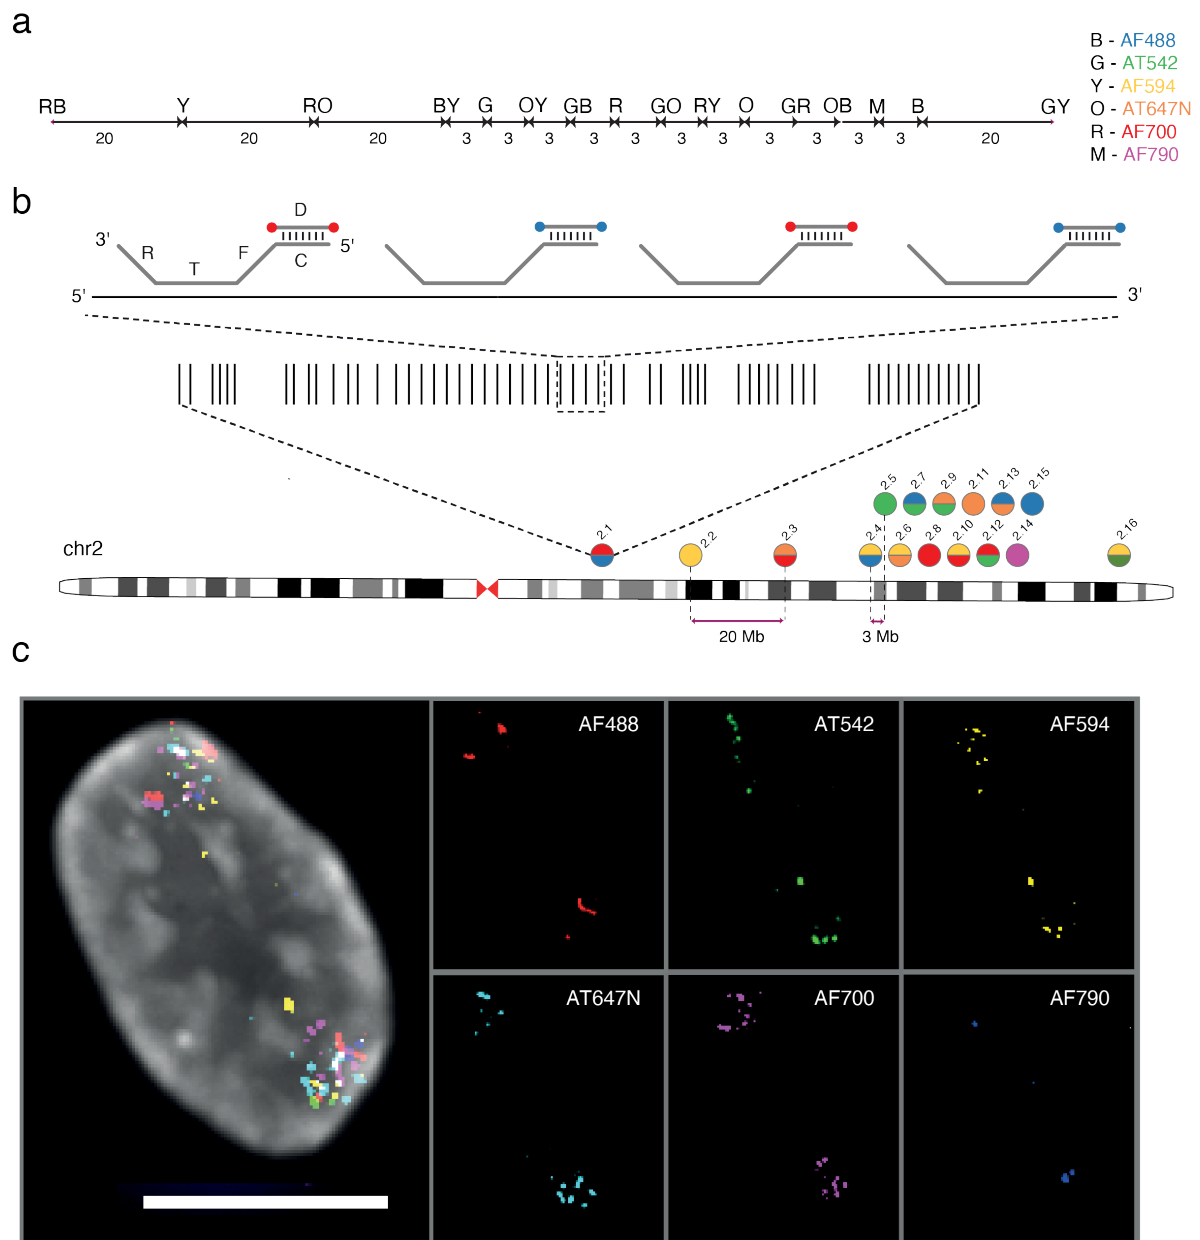 a
B - AF488
G - AT542
Y - AF594
O - AT647N
R - AF700
M - AF790
RB Y RO BY G OY GB R GO RY O GR OB M B GY
20 20 20 3 3 3 3 3 3 3 3 3 3 3 20
b
D
3' R T F C 5'
5' 3'
2.5 2.7 2.9 2.11 2.13 2.15
chr2 2.1 2.2 2.3 2.4 2.6 2.8 2.10 2.12 2.14 2.16
20 Mb 3 Mb
c
AF488 AT542 AF594
AT647N AF700 AF790